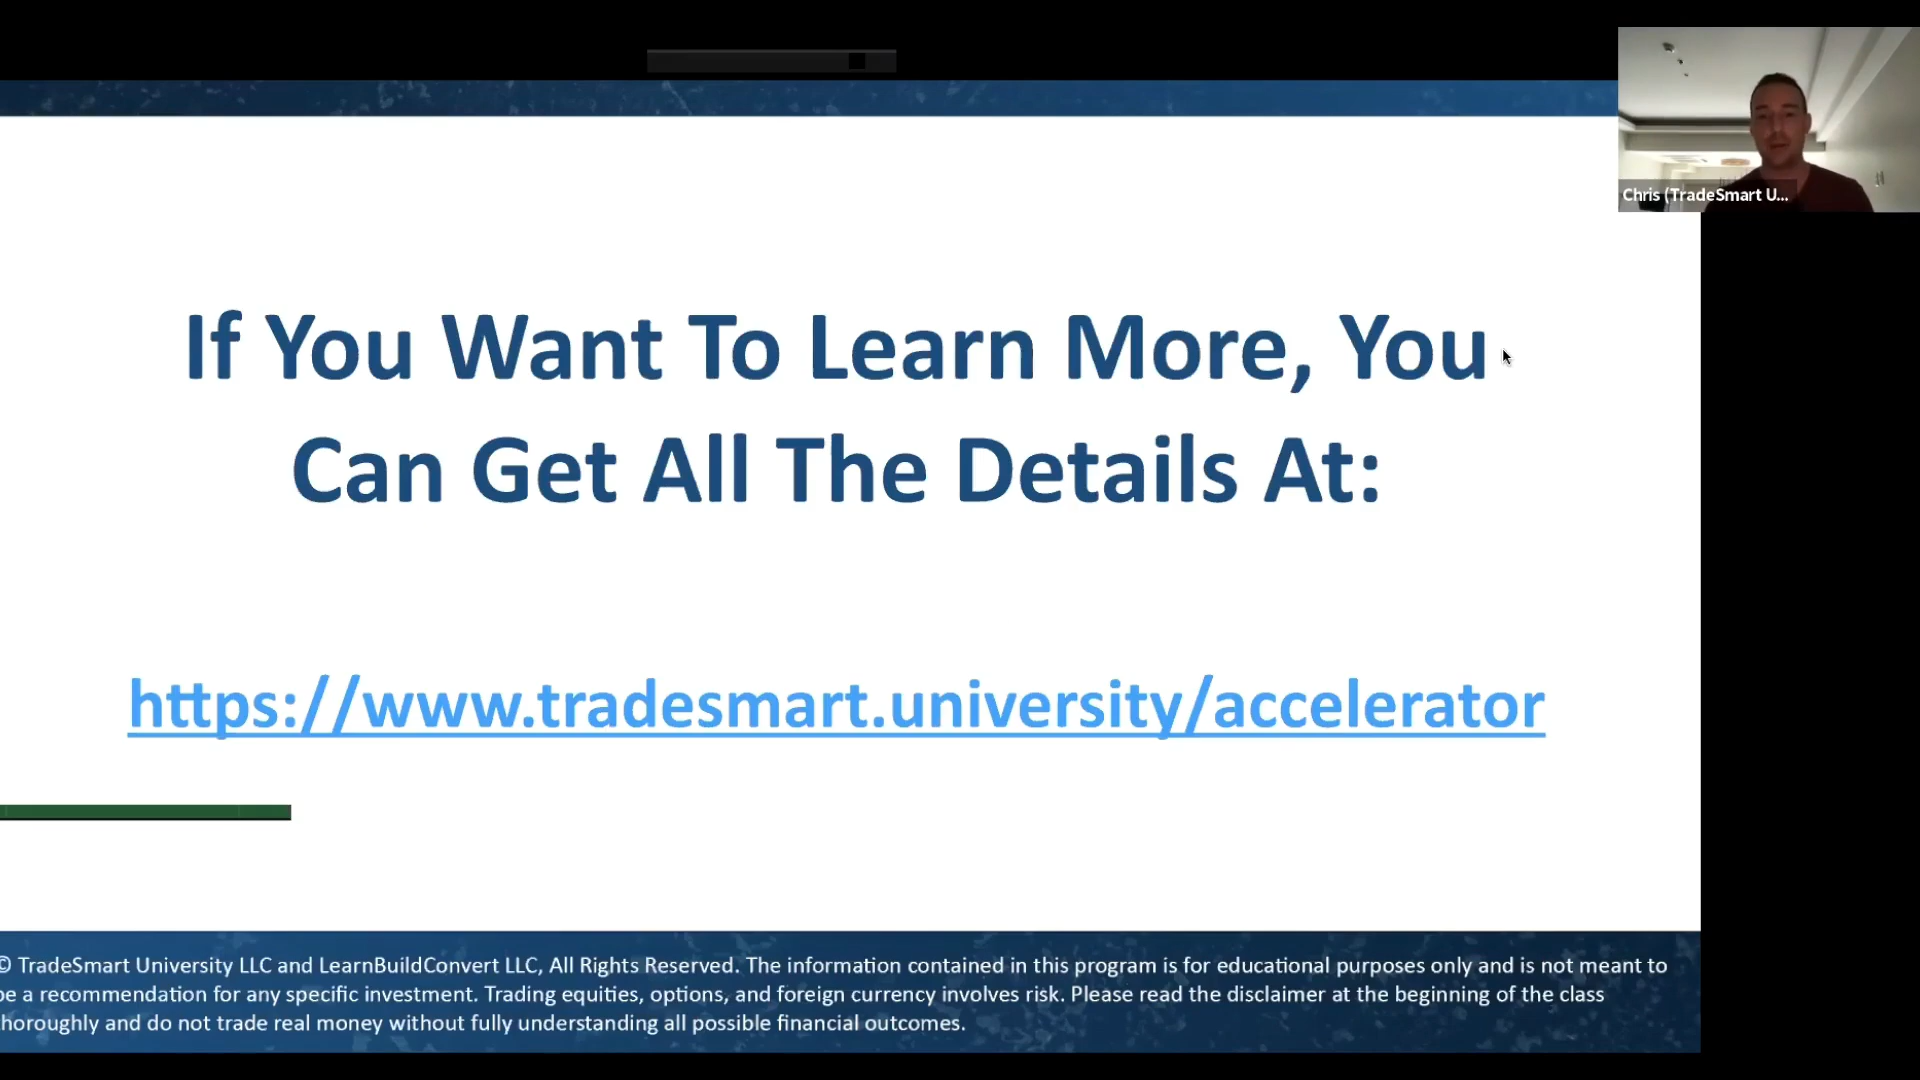 Chris (TradeSmart U...
If You Want To Learn More, You
Can Get All The Details At:
https://www.tradesmart.university/accelerator
© TradeSmart University LLC and LearnBuildConvert LLC, All Rights Reserved. The information contained in this program is for educational purposes only and is not meant to
be a recommendation for any specific investment. Trading equities, options, and foreign currency involves risk. Please read the disclaimer at the beginning of the class
horoughly and do not trade real money without fully understanding all possible financial outcomes.